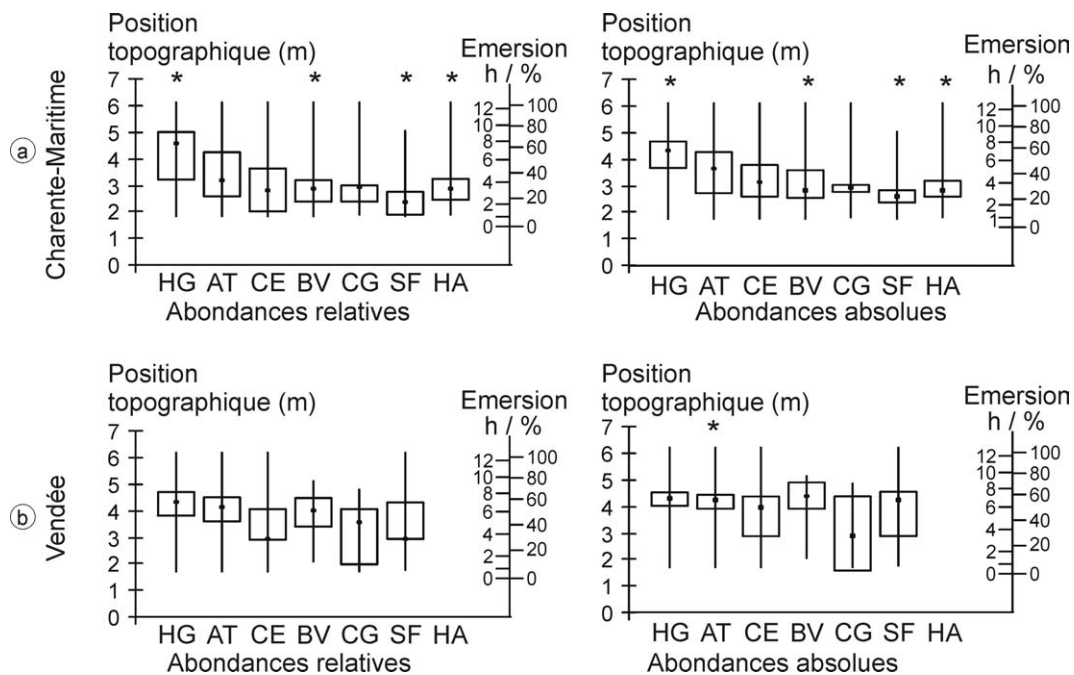 Position
topographique (m)
Emersion
h / %
7
6
5
4
3
2
1
0
* * * *
12
10
8
6
4
2
0
100
80
60
40
20
0
HG AT CE BV CG SF HA
Abondances relatives
Position
topographique (m)
Emersion
h / %
7
6
5
4
3
2
1
0
* * * *
12
10
8
6
4
2
1
100
80
60
40
20
0
HG AT CE BV CG SF HA
Abondances absolues
a
Charente-Maritime
Position
topographique (m)
Emersion
h / %
7
6
5
4
3
2
1
0
12
10
8
6
4
2
0
100
80
60
40
20
0
HG AT CE BV CG SF HA
Abondances relatives
Position
topographique (m)
Emersion
h / %
7
6
5
4
3
2
1
0
*
12
10
8
6
4
2
0
100
80
60
40
20
0
HG AT CE BV CG SF HA
Abondances absolues
b
Vendée